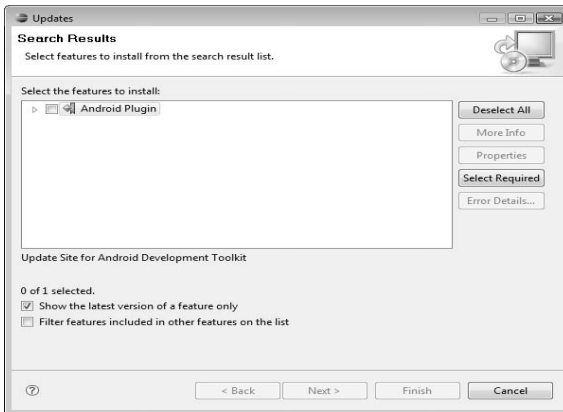 Updates
Search Results
Select features to install from the search result list.
Select the features to install:
Android Plugin
Deselect All
More Info
Properties
Select Required
Error Details...
Update Site for Android Development Toolkit
0 of 1 selected.
Show the latest version of a feature only
Filter features included in other features on the list
< Back
Next >
Finish
Cancel